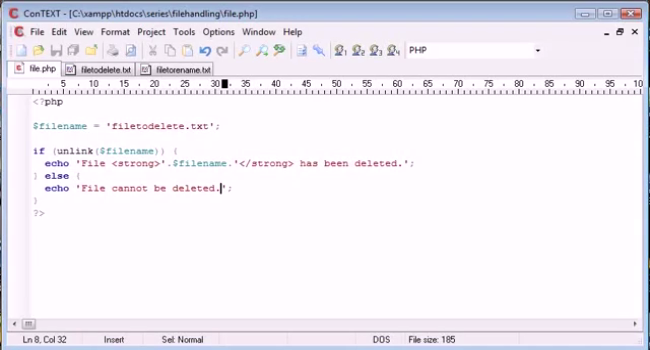 ConTEXT - [C:\xampp\htdocs\series\filehandling\file.php]
File Edit View Format Project Tools Options Window Help
PHP
file.php filetodelete.txt filetorename.txt
5 10 15 20 25 30 35 40 45 50 55 60 65 70 75 80 85 90 95 10
<?php
$filename = 'filetodelete.txt';
if (unlink($filename)) {
echo 'File <strong>'.$filename.'</strong> has been deleted.';
} else {
echo 'File cannot be deleted.';
}
?>
Ln 8, Col 32 Insert Sel: Normal DOS File size: 185